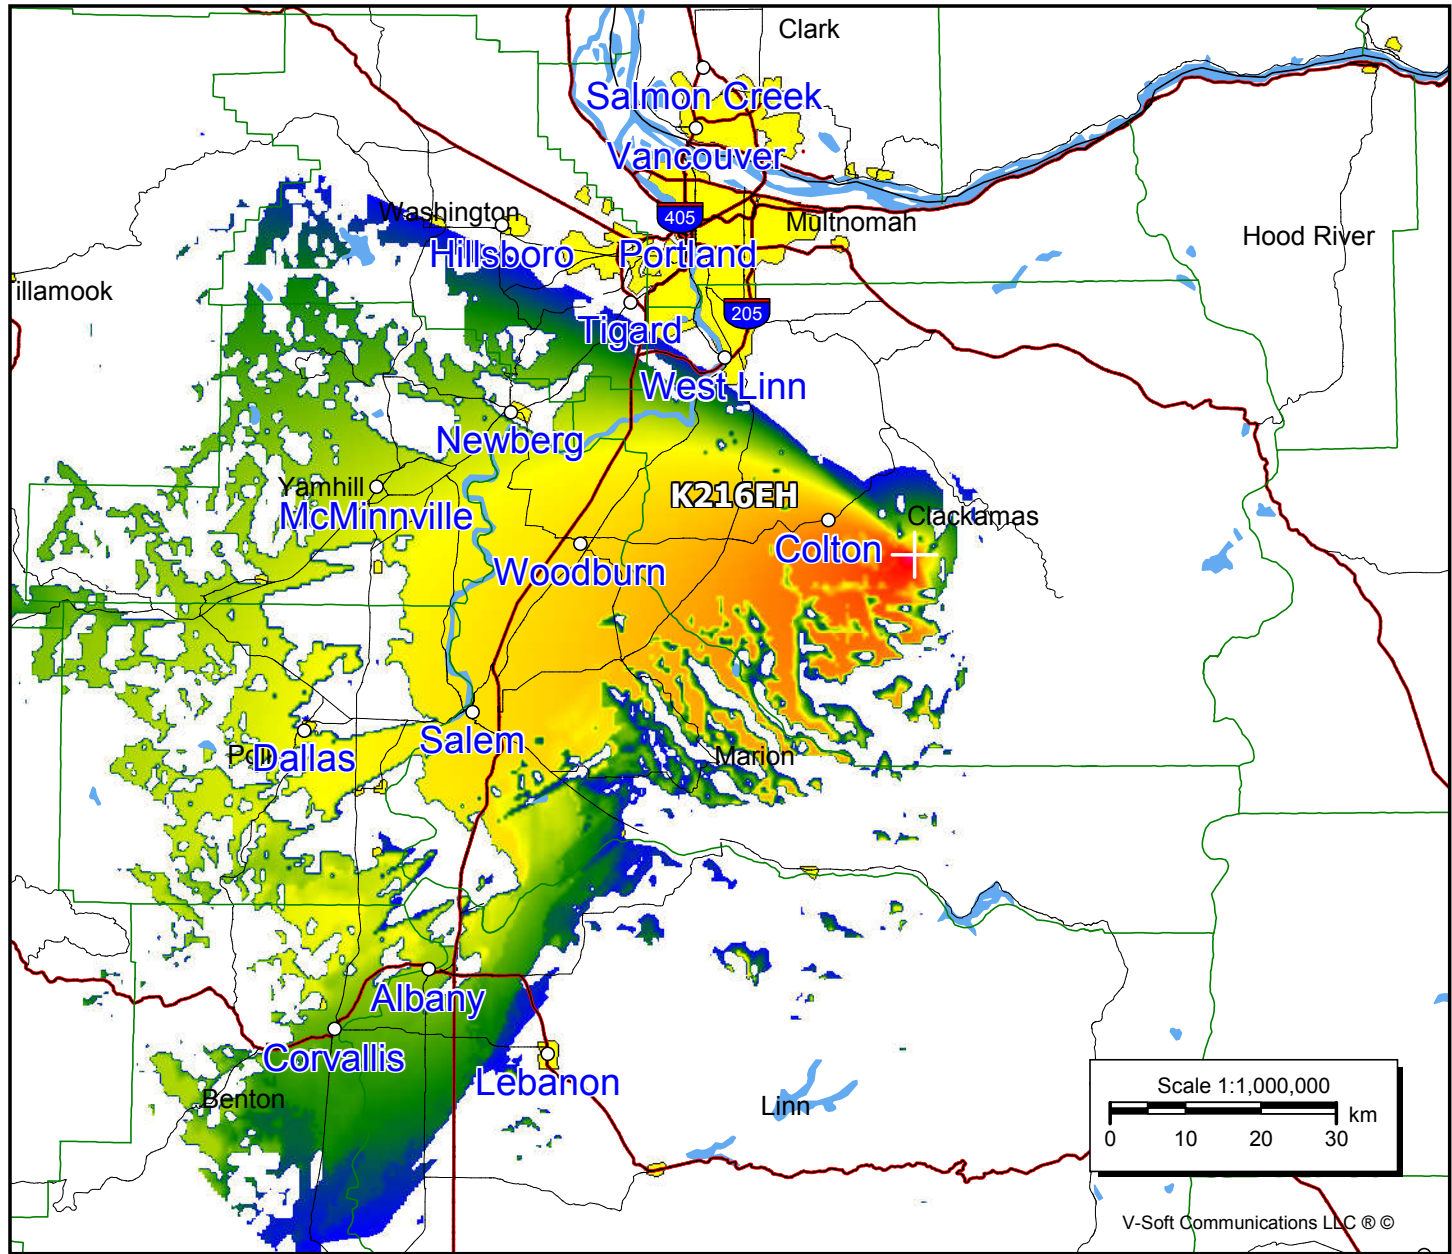 Clark
Salmon Creek
Vancouver
Washington
405
Multnomah
Hood River
Hillsboro
Portland
illamook
205
Tigard
West Linn
Newberg
Yamhill
K216EH
McMinnville
Clackamas
Colton
Woodburn
Salem
Dallas
Marion
Albany
Corvallis
Lebanon
Benton
Linn
Scale 1:1,000,000
km
0 10 20 30
V-Soft Communications LLC ® ©